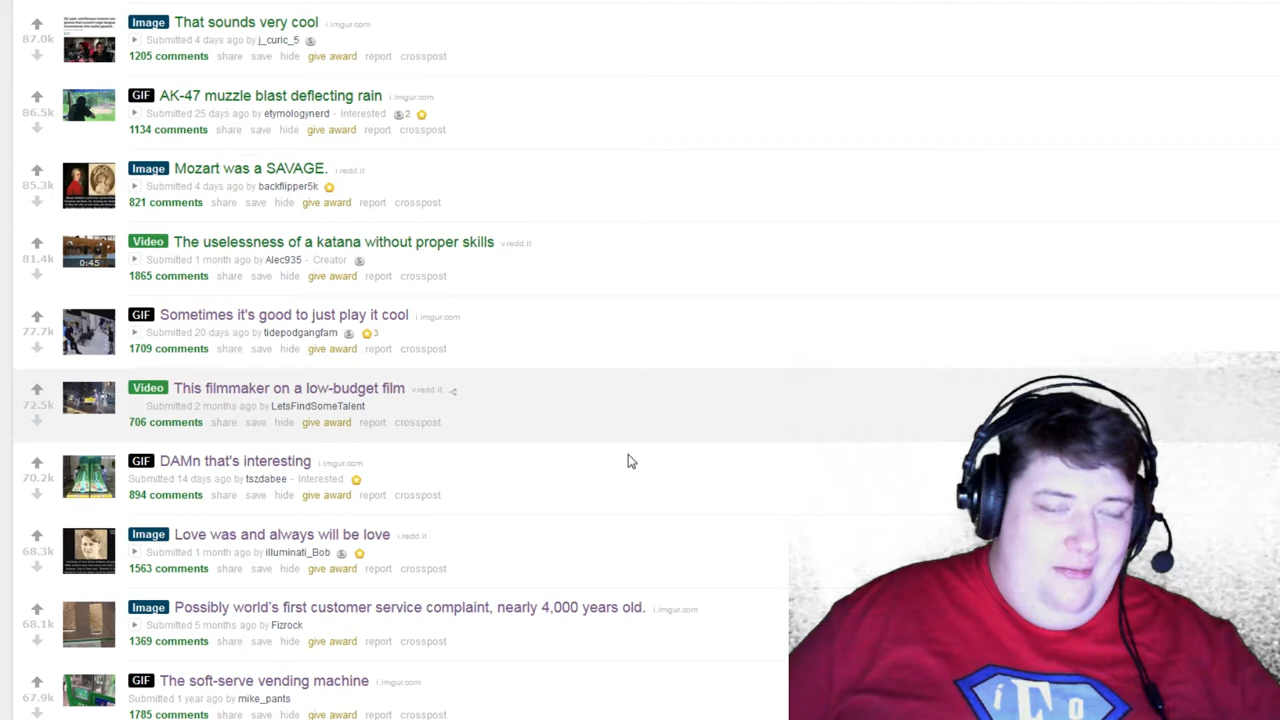 Image That sounds very cool i.imgur.com
87.0k
Submitted 4 days ago by j_curic_5
1205 comments share save hide give award report crosspost
GIF AK-47 muzzle blast deflecting rain i.imgur.com
86.5k
Submitted 25 days ago by etymologynerd - Interested 2
1134 comments share save hide give award report crosspost
Image Mozart was a SAVAGE. i.redd.it
85.3k
Submitted 4 days ago by backflipper5k
821 comments share save hide give award report crosspost
Video The uselessness of a katana without proper skills v.redd.it
81.4k
0:45
Submitted 1 month ago by Alec935 - Creator
1865 comments share save hide give award report crosspost
GIF Sometimes it's good to just play it cool i.imgur.com
77.7k
Submitted 20 days ago by tidepodgangfam 3
1709 comments share save hide give award report crosspost
Video This filmmaker on a low-budget film v.redd.it
72.5k
Submitted 2 months ago by LetsFindSomeTalent
706 comments share save hide give award report crosspost
GIF DAMn that's interesting i.imgur.com
70.2k
Submitted 14 days ago by tszdabee - Interested
894 comments share save hide give award report crosspost
Image Love was and always will be love i.redd.it
68.3k
Submitted 1 month ago by illuminati_Bob
1563 comments share save hide give award report crosspost
Image Possibly world's first customer service complaint, nearly 4,000 years old. i.imgur.com
68.1k
Submitted 5 months ago by Fizrock
1369 comments share save hide give award report crosspost
GIF The soft-serve vending machine i.imgur.com
67.9k
Submitted 1 year ago by mike_pants
1785 comments share save hide give award report crosspost
i E O